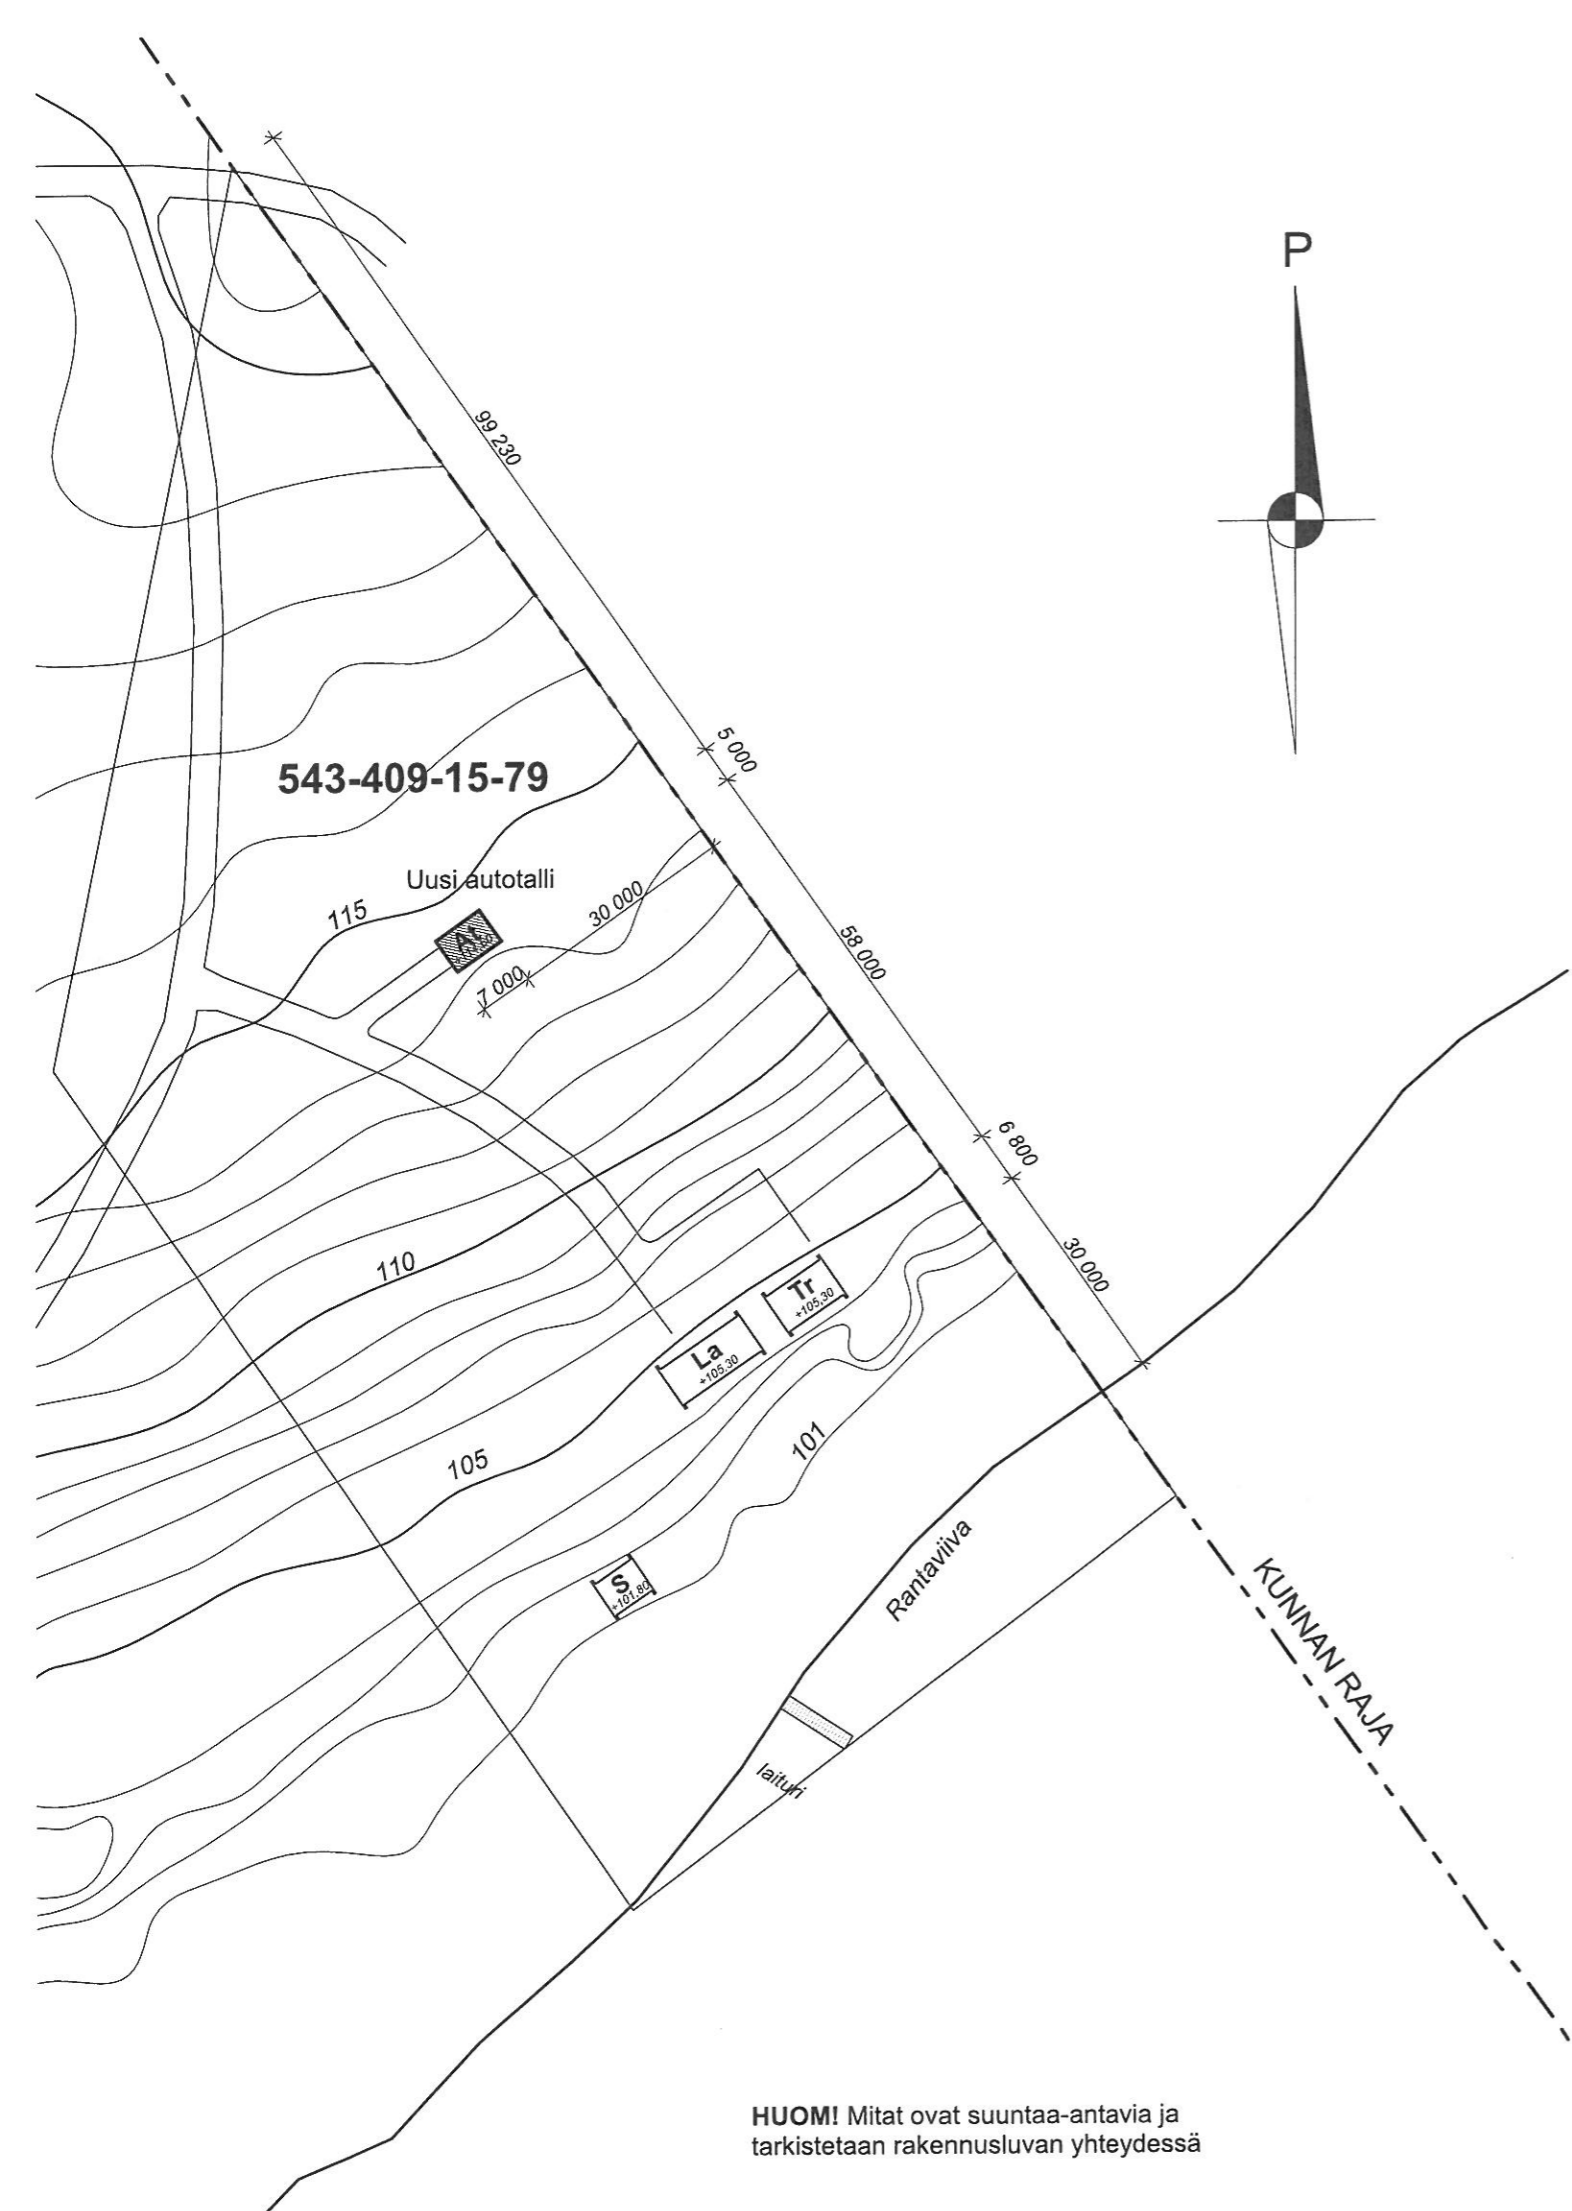 P
99 230
5 000
543-409-15-79
Uusi autotalli
115
30 000
At
7 000
58 000
6 800
30 000
110
Tr
+105,30
La
+105,30
101
105
S
+101,80
Rantaviiva
KUNNAN RAJA
laituri
HUOM! Mitat ovat suuntaa-antavia ja
tarkistetaan rakennusluvan yhteydessä